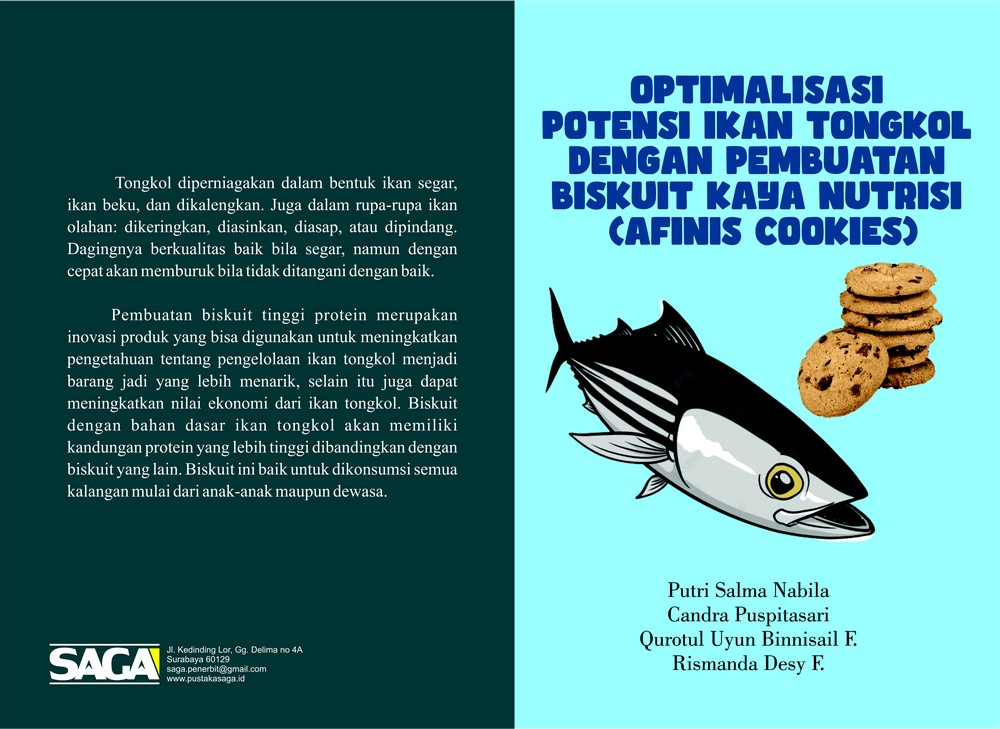 Tongkol diperniagakan dalam bentuk ikan segar,
ikan beku, dan dikalengkan. Juga dalam rupa-rupa ikan
olahan: dikeringkan, diasinkan, diasap, atau dipindang.
Dagingnya berkualitas baik bila segar, namun dengan
cepat akan memburuk bila tidak ditangani dengan baik.
Pembuatan biskuit tinggi protein merupakan
inovasi produk yang bisa digunakan untuk meningkatkan
pengetahuan tentang pengelolaan ikan tongkol menjadi
barang jadi yang lebih menarik, selain itu juga dapat
meningkatkan nilai ekonomi dari ikan tongkol. Biskuit
dengan bahan dasar ikan tongkol akan memiliki
kandungan protein yang lebih tinggi dibandingkan dengan
biskuit yang lain. Biskuit ini baik untuk dikonsumsi semua
kalangan mulai dari anak-anak maupun dewasa.
SAGA
Jl. Kedinding Lor, Gg. Delima no 4A
Surabaya 60129
saga.penerbit@gmail.com
www.pustakasaga.id
OPTIMALISASI
POTENSI IKAN TONGKOL
DENGAN PEMBUATAN
BISKUIT KAYA NUTRISI
(AFINIS COOKIES)
Putri Salma Nabila
Candra Puspitasari
Qurotul Uyun Binnisail F.
Rismanda Desy F.